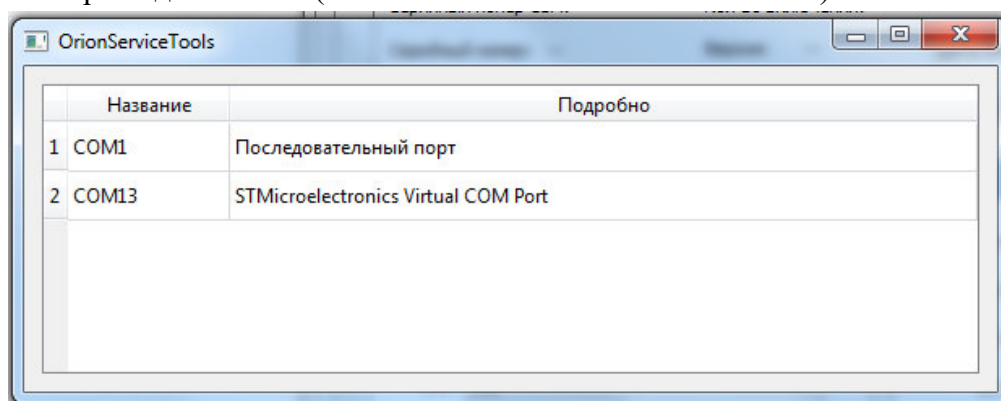 OrionServiceTools
Название Подробно
1 COM1 Последовательный порт
2 COM13 STMicroelectronics Virtual COM Port